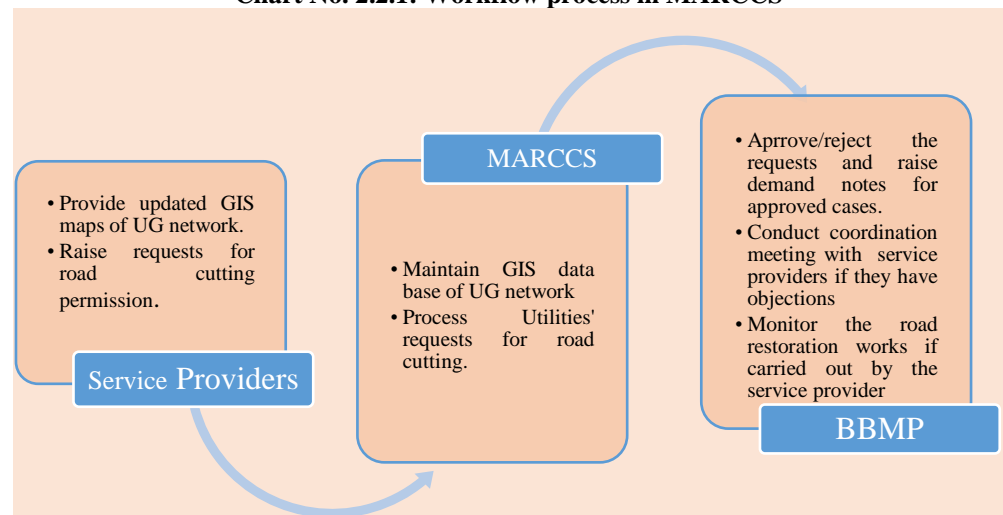 Chart No. 2.2.1: Workflow process in MARCCS
• Provide updated GIS
maps of UG network.
• Raise requests for
road cutting
permission.
Service Providers
MARCCS
• Maintain GIS data
base of UG network
• Process Utilities'
requests for road
cutting.
• Aprrove/reject the
requests and raise
demand notes for
approved cases.
• Conduct coordination
meeting with service
providers if they have
objections
• Monitor the road
restoration works if
carried out by the
service provider
BBMP